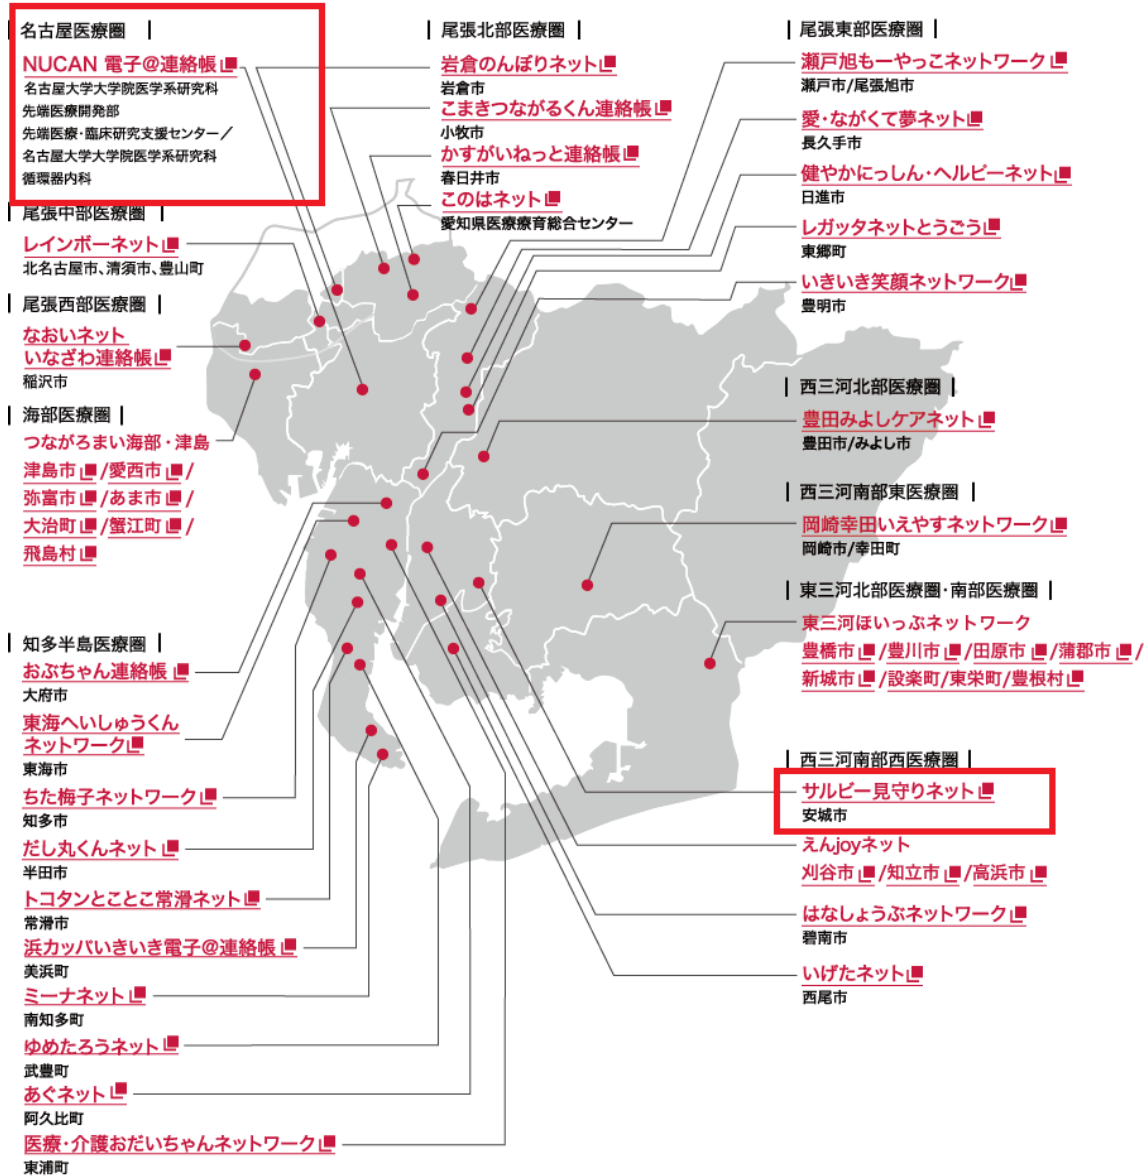 名古屋医療圏
NUCAN 電子@連絡帳
名古屋大学大学院医学系研究科
先端医療開発部
先端医療・臨床研究支援センター／
名古屋大学大学院医学系研究科
循環器内科
尾張中部医療圏
レインボーネット
北名古屋市、清須市、豊山町
尾張西部医療圏
なおいネット
いなざわ連絡帳
稲沢市
海部医療圏
つながろまい海部・津島
津島市/愛西市/
弥富市/あま市/
大治町/蟹江町/
飛島村
知多半島医療圏
おぶちゃん連絡帳
大府市
東海へいしゅうくん
ネットワーク
東海市
ちた梅子ネットワーク
知多市
だし丸くんネット
半田市
トコタンとことこ常滑ネット
常滑市
浜カッパいきいき電子@連絡帳
美浜町
ミーナネット
南知多町
ゆめたろうネット
武豊町
あぐネット
阿久比町
医療・介護おだいちゃんネットワーク
東浦町
尾張北部医療圏
岩倉のんぼりネット
岩倉市
こまきつながるくん連絡帳
小牧市
かすがいねっと連絡帳
春日井市
このはネット
愛知県医療療育総合センター
尾張東部医療圏
瀬戸旭もーやっこネットワーク
瀬戸市/尾張旭市
愛・ながくて夢ネット
長久手市
健やかにっしん・ヘルピーネット
日進市
レガッタネットとうごう
東郷町
いきいき笑顔ネットワーク
豊明市
西三河北部医療圏
豊田みよしケアネット
豊田市/みよし市
西三河南部東医療圏
岡崎幸田いえやすネットワーク
岡崎市/幸田町
東三河北部医療圏・南部医療圏
東三河ほいっぷネットワーク
豊橋市/豊川市/田原市/蒲郡市/
新城市/設楽町/東栄町/豊根村
西三河南部西医療圏
サルビー見守りネット
安城市
えんjoyネット
刈谷市/知立市/高浜市
はなしょうぶネットワーク
碧南市
いげたネット
西尾市